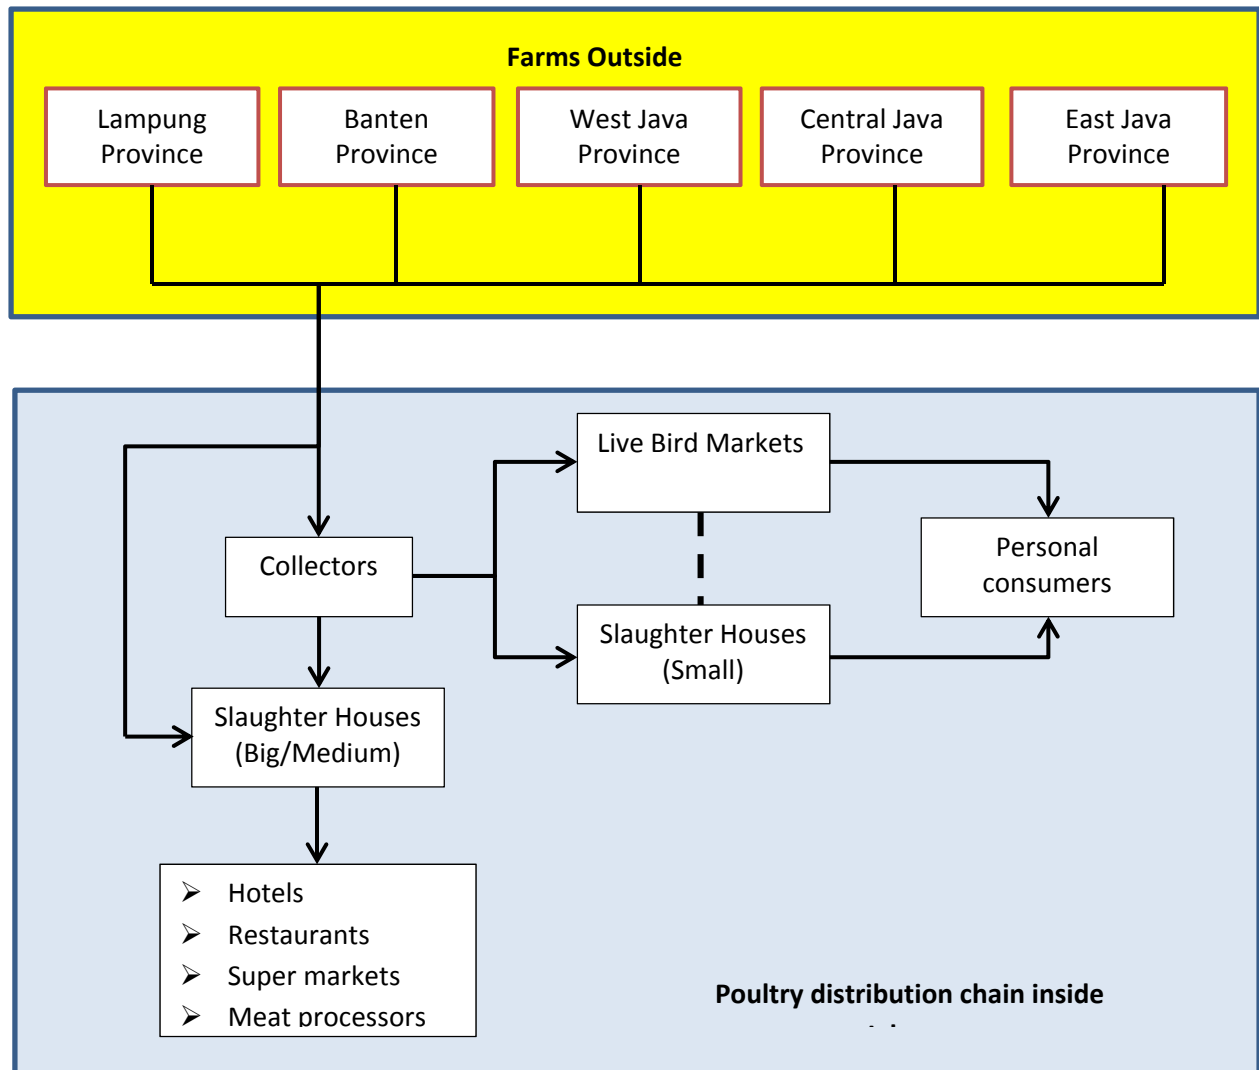 Farms Outside
Lampung
Province
Banten
Province
West Java
Province
Central Java
Province
East Java
Province
Live Bird Markets
Collectors
Personal
consumers
Slaughter Houses
(Small)
Slaughter Houses
(Big/Medium)
➢ Hotels
➢ Restaurants
➢ Super markets
➢ Meat processors
Poultry distribution chain inside